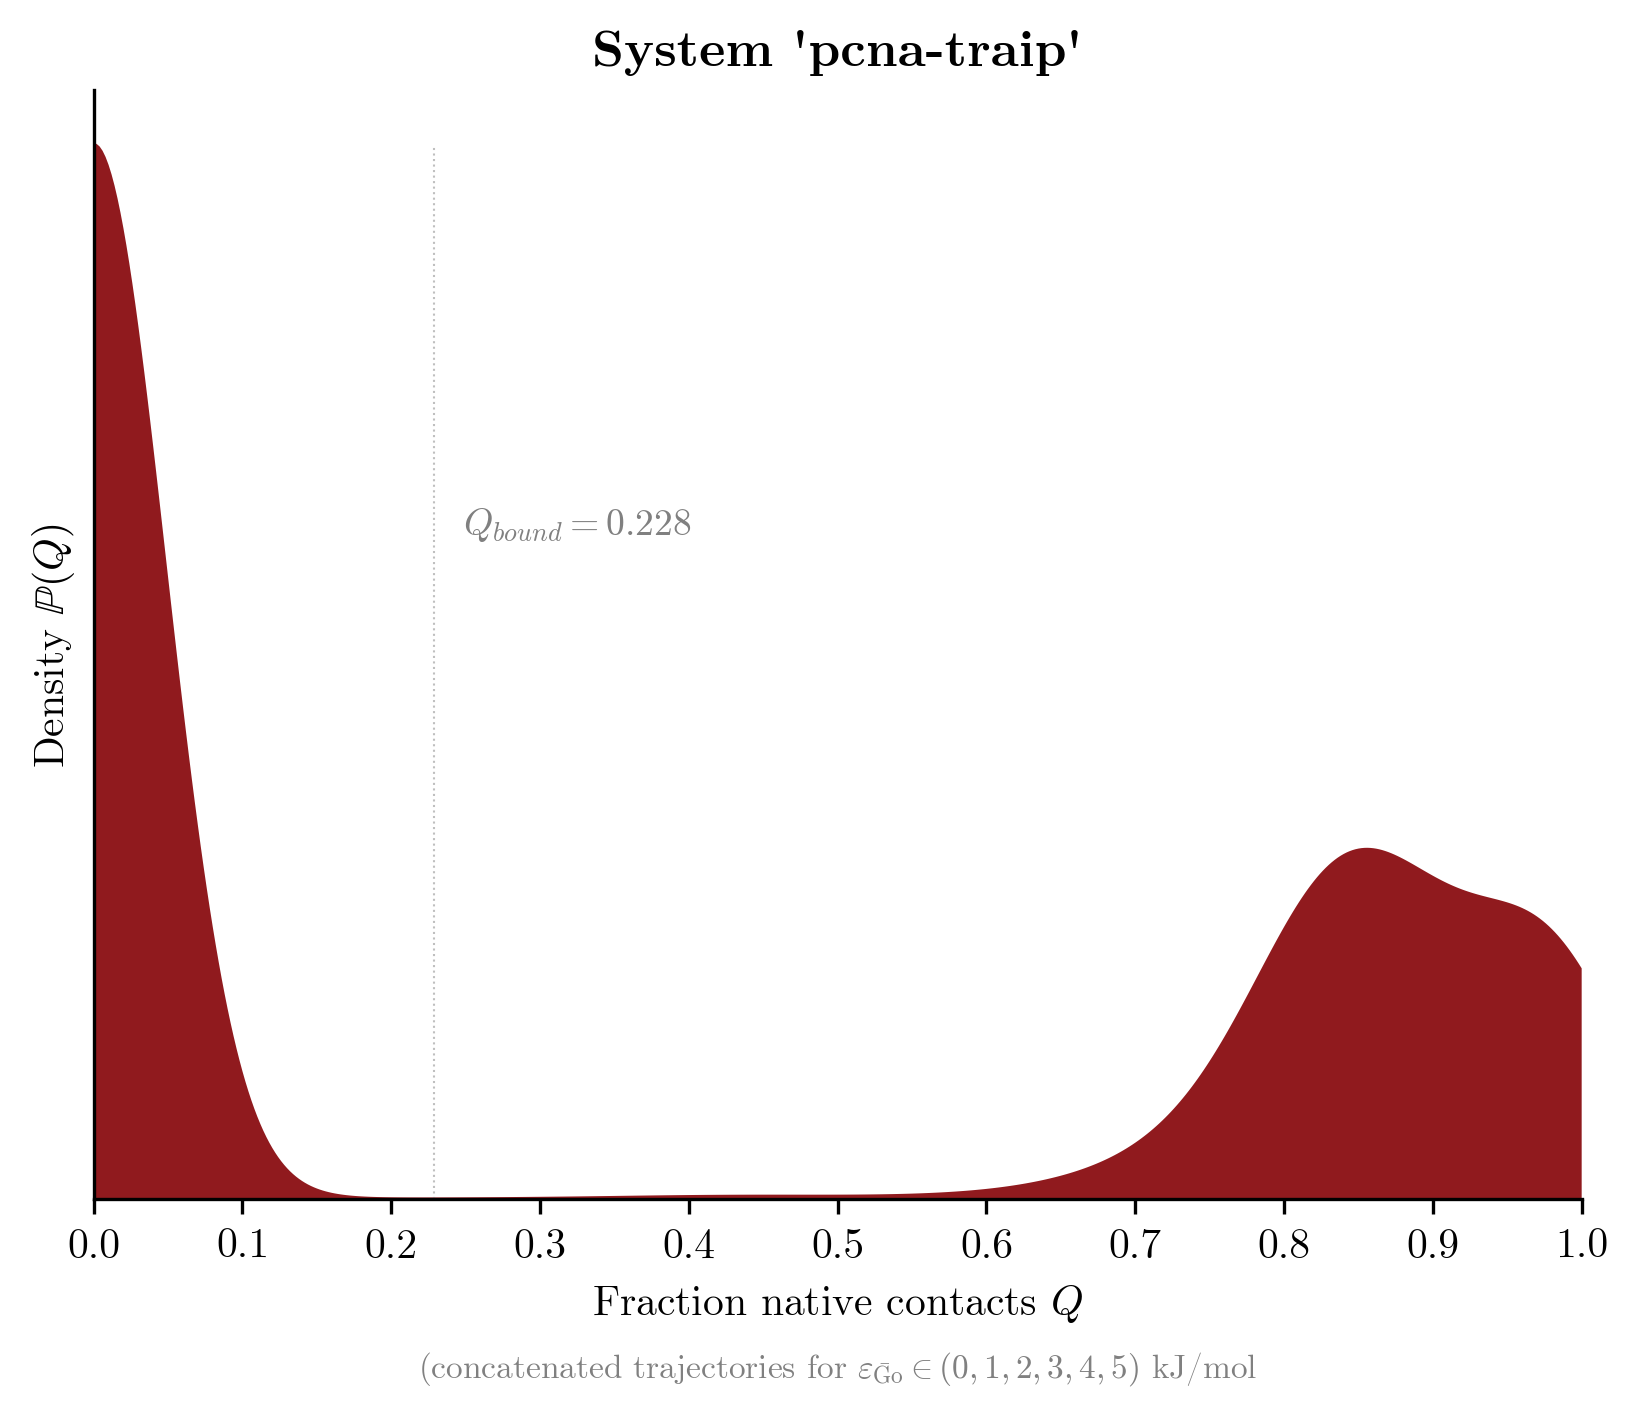 System 'pcna-traip'
Density ℙ(Q)
Q_bound = 0.228
0.0 0.1 0.2 0.3 0.4 0.5 0.6 0.7 0.8 0.9 1.0
Fraction native contacts Q
(concatenated trajectories for ε_Ḡo ∈ (0, 1, 2, 3, 4, 5) kJ/mol